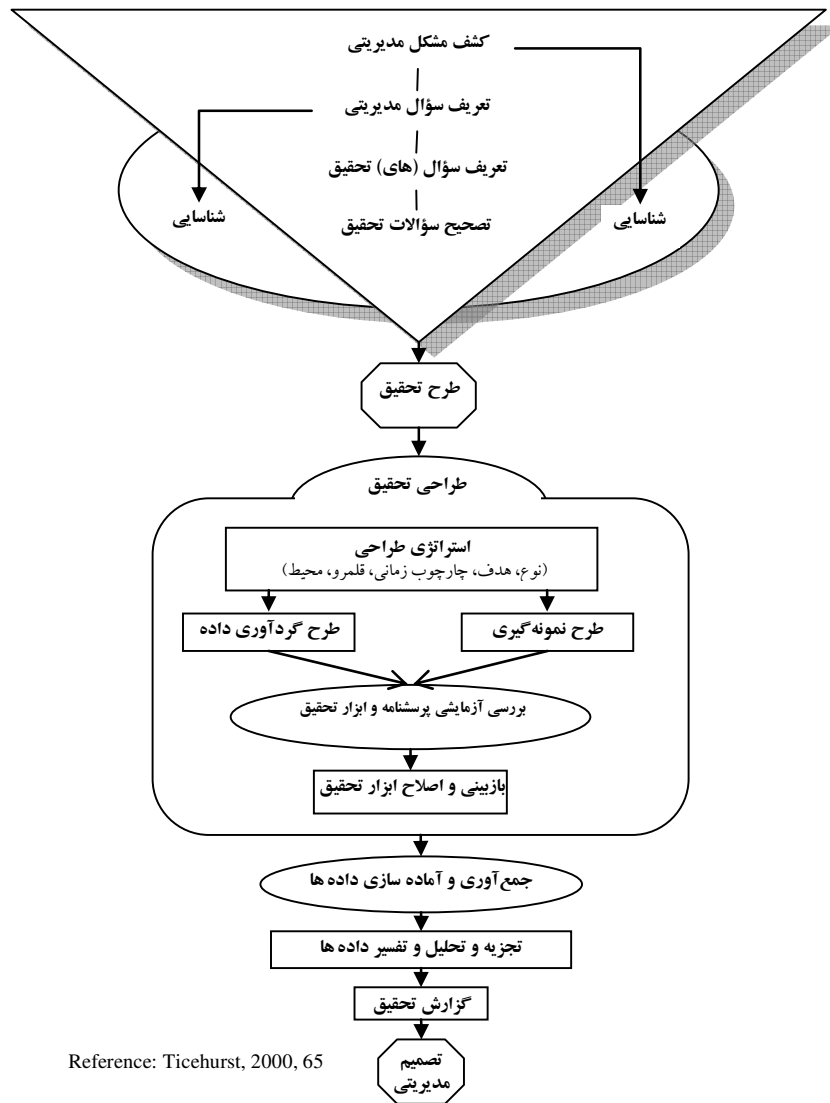 کشف مشکل مدیریتی
تعریف سؤال مدیریتی
تعریف سؤال (های) تحقیق
تصحیح سؤالات تحقیق
شناسایی
شناسایی
طرح تحقیق
طراحی تحقیق
استراتژی طراحی
(نوع، هدف، چارچوب زمانی، قلمرو، محیط)
طرح نمونه‌گیری
طرح گردآوری داده
بررسی آزمایشی پرسشنامه و ابزار تحقیق
بازبینی و اصلاح ابزار تحقیق
جمع‌آوری و آماده سازی داده ها
تجزیه و تحلیل و تفسیر داده ها
گزارش تحقیق
تصمیم
مدیریتی
Reference: Ticehurst, 2000, 65